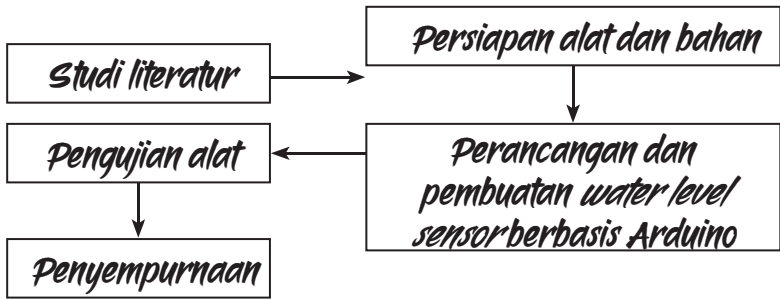 Studi literatur
Persiapan alat dan bahan
Perancangan dan
pembuatan water level
sensor berbasis Arduino
Pengujian alat
Penyempurnaan